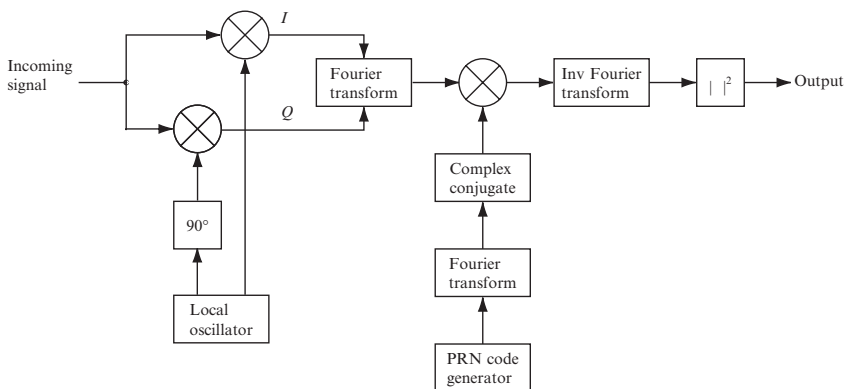 I
Incoming
signal
Fourier
transform
Inv Fourier
transform
| |²
Output
Q
Complex
conjugate
90°
Fourier
transform
Local
oscillator
PRN code
generator